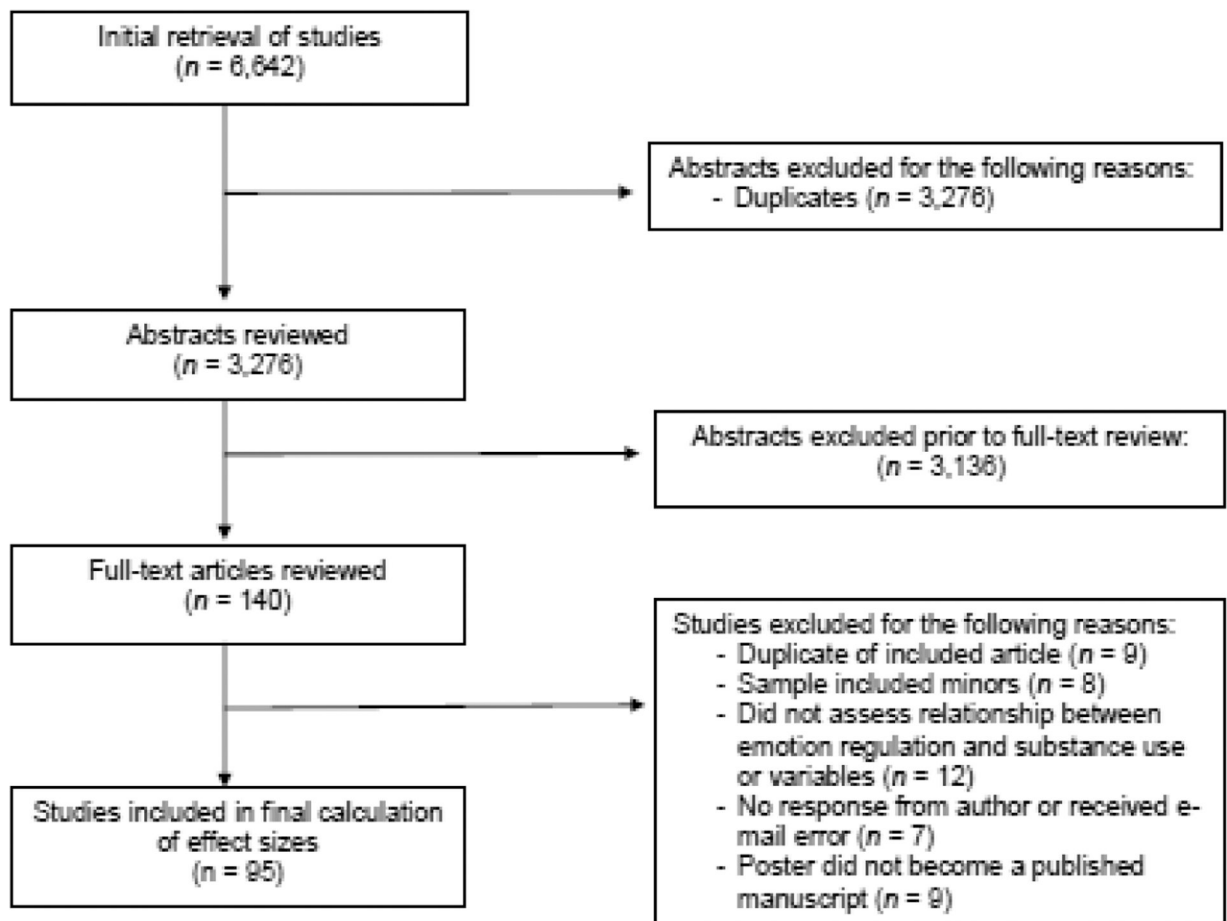 Initial retrieval of studies
(n = 6,642)
Abstracts excluded for the following reasons:
- Duplicates (n = 3,276)
Abstracts reviewed
(n = 3,276)
Abstracts excluded prior to full-text review:
(n = 3,136)
Full-text articles reviewed
(n = 140)
Studies excluded for the following reasons:
- Duplicate of included article (n = 9)
- Sample included minors (n = 8)
- Did not assess relationship between
emotion regulation and substance use
or variables (n = 12)
- No response from author or received e-
mail error (n = 7)
- Poster did not become a published
manuscript (n = 9)
Studies included in final calculation
of effect sizes
(n = 95)